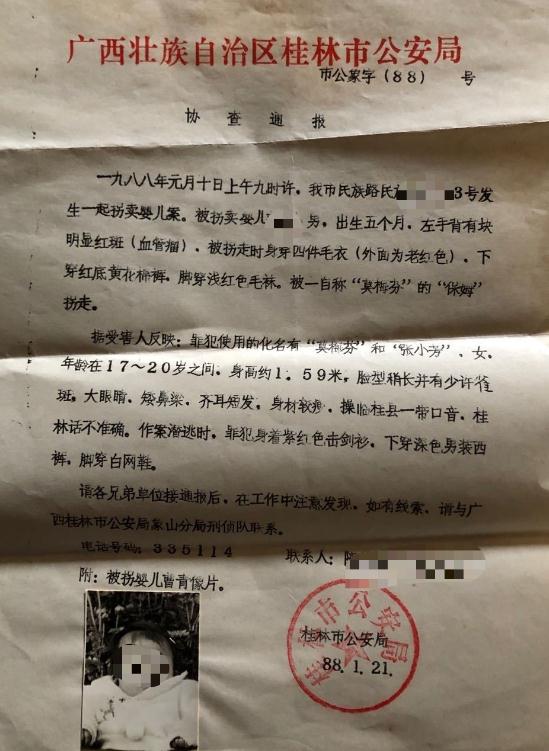 广西壮族自治区桂林市公安局
市公象字(88) 号
协查通报
一九八八年元月十日上午九时许,我市民族路民族 3号发
生一起拐卖婴儿案。被拐卖婴儿 男,出生五个月,左手背有块
明显红斑(血管瘤),被拐走时身穿四件毛衣(外面为老红色),下
穿红底黄花棉裤,脚穿浅红色毛袜。被一自称“莫梅芬”的“保姆”
拐走。
据受害人反映:罪犯使用的化名有“莫梅芬”和“张小芳”,女,
年龄在17~20岁之间,身高约1.59米,脸型稍长并有少许雀
斑。大眼睛,矮鼻梁,齐耳短发,身材较瘦,操临桂县一带口音,桂
林话不准确。作案潜逃时,罪犯身着紫红色击剑衫,下穿深色男装西
裤,脚穿白网鞋。
请各兄弟单位接通报后,在工作中注意发现,如有线索,请与广
西桂林市公安局象山分局刑侦队联系。
电话号码:335114 联系人:陈
附:被拐婴儿 像片。
桂林市公安局
桂林市公安局
88.1.21.